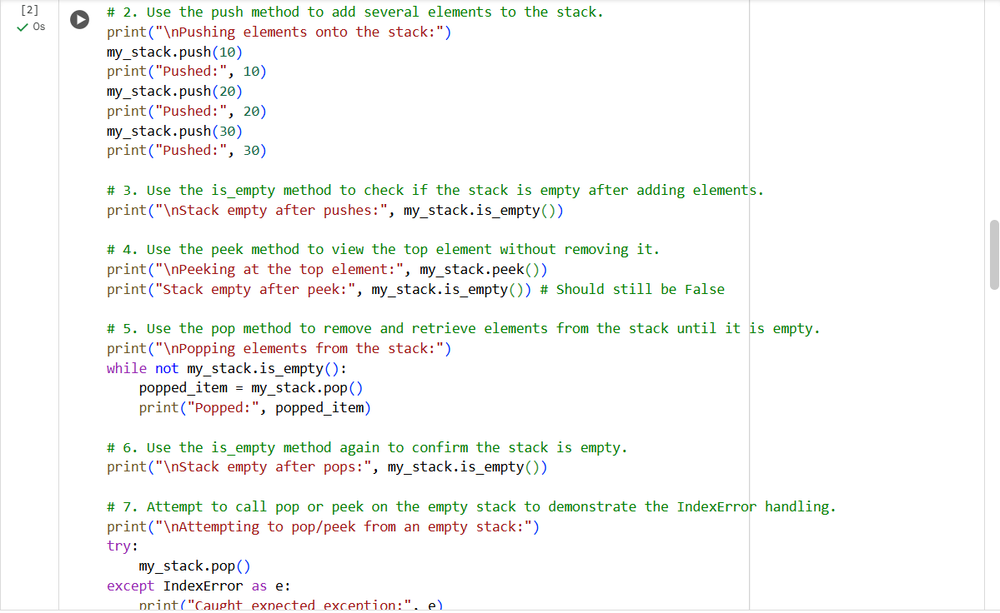 [2]
0s
# 2. Use the push method to add several elements to the stack.
print("\nPushing elements onto the stack:")
my_stack.push(10)
print("Pushed:", 10)
my_stack.push(20)
print("Pushed:", 20)
my_stack.push(30)
print("Pushed:", 30)

# 3. Use the is_empty method to check if the stack is empty after adding elements.
print("\nStack empty after pushes:", my_stack.is_empty())

# 4. Use the peek method to view the top element without removing it.
print("\nPeeking at the top element:", my_stack.peek())
print("Stack empty after peek:", my_stack.is_empty()) # Should still be False

# 5. Use the pop method to remove and retrieve elements from the stack until it is empty.
print("\nPopping elements from the stack:")
while not my_stack.is_empty():
    popped_item = my_stack.pop()
    print("Popped:", popped_item)

# 6. Use the is_empty method again to confirm the stack is empty.
print("\nStack empty after pops:", my_stack.is_empty())

# 7. Attempt to call pop or peek on the empty stack to demonstrate the IndexError handling.
print("\nAttempting to pop/peek from an empty stack:")
try:
    my_stack.pop()
except IndexError as e:
    print("Caught expected exception:", e)